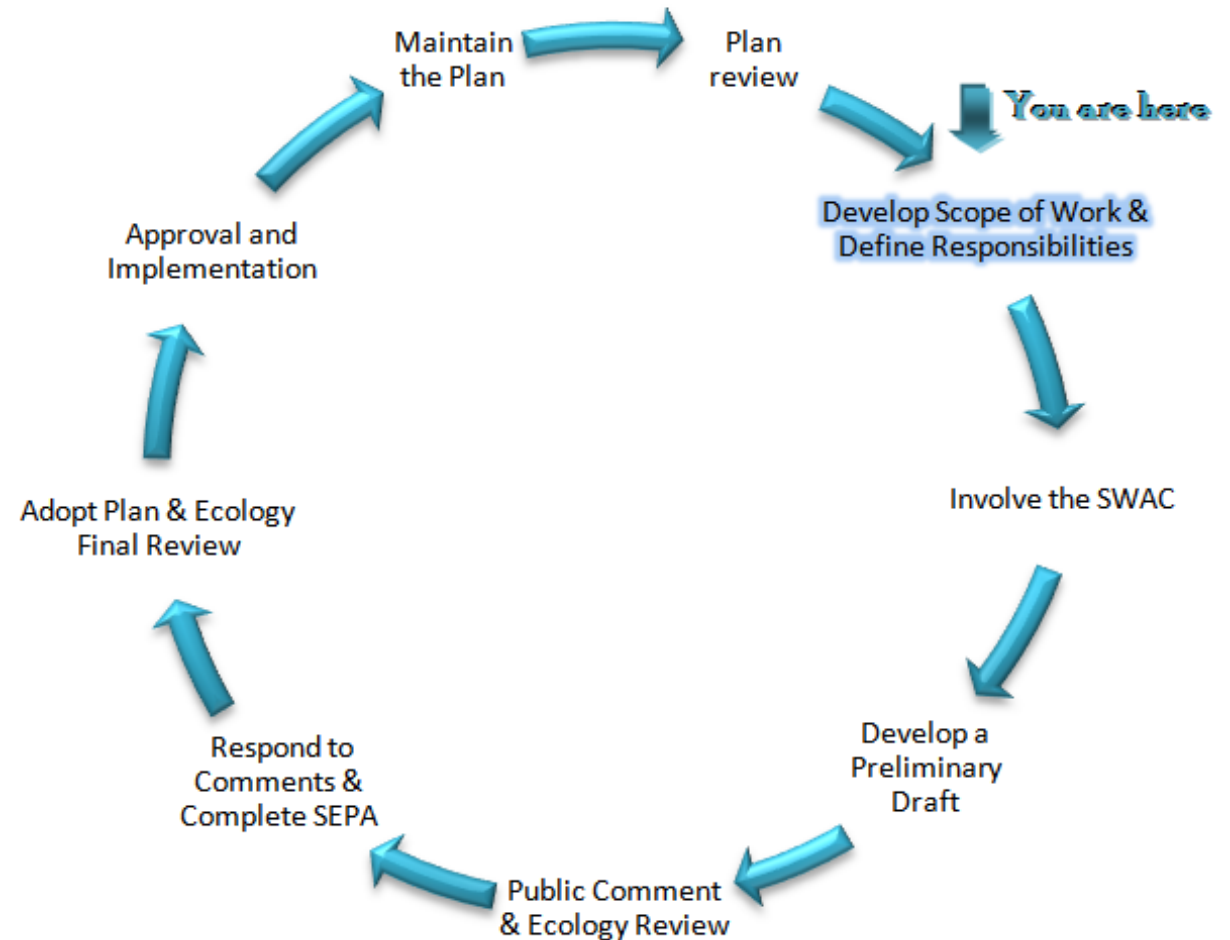 Maintain
the Plan
Plan
review
You are here
Develop Scope of Work &
Define Responsibilities
Involve the SWAC
Develop a
Preliminary
Draft
Public Comment
& Ecology Review
Respond to
Comments &
Complete SEPA
Adopt Plan & Ecology
Final Review
Approval and
Implementation